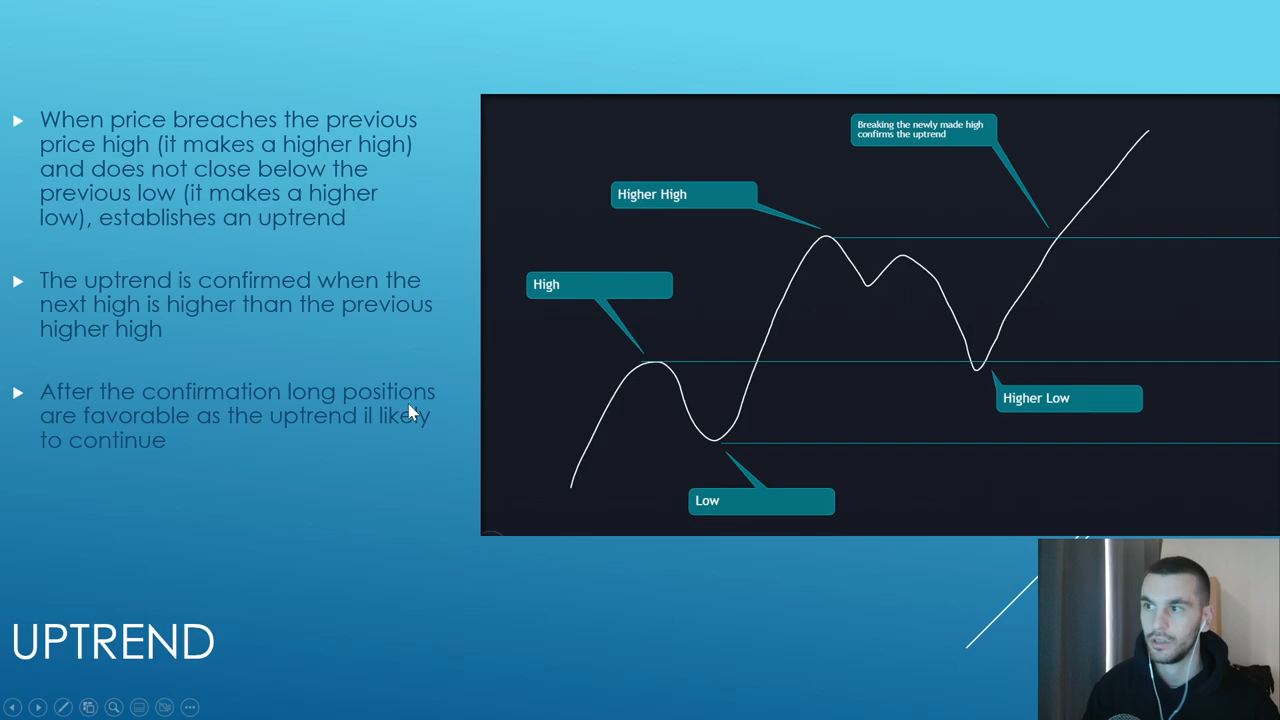 When price breaches the previous
price high (it makes a higher high)
and does not close below the
previous low (it makes a higher
low), establishes an uptrend
The uptrend is confirmed when the
next high is higher than the previous
higher high
After the confirmation long positions
are favorable as the uptrend il likely
to continue
Breaking the newly made high
confirms the uptrend
Higher High
High
Higher Low
Low
UPTREND